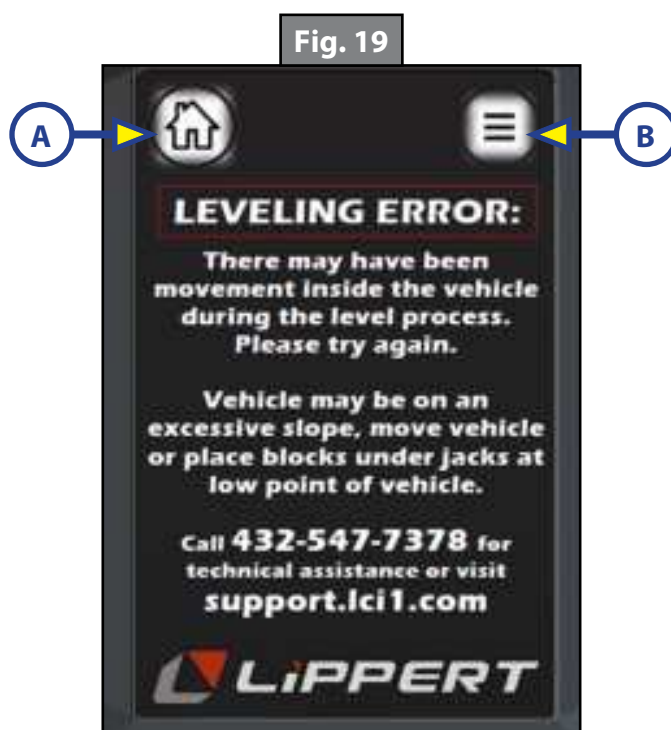 Fig. 19
A
B
LEVELING ERROR:
There may have been
movement inside the vehicle
during the level process.
Please try again.
Vehicle may be on an
excessive slope, move vehicle
or place blocks under jacks at
low point of vehicle.
Call 432-547-7378 for
technical assistance or visit
support.lci1.com
LiPPERT